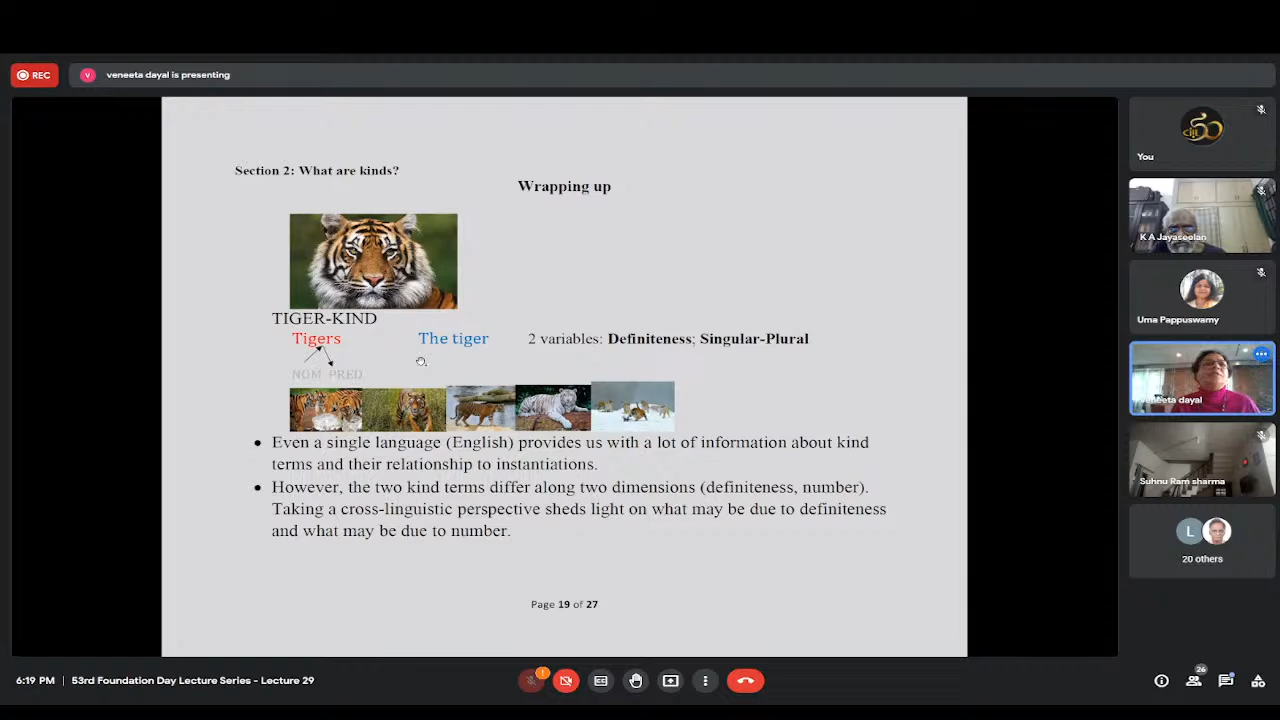 REC
v
veneeta dayal is presenting
Section 2: What are kinds?
Wrapping up
TIGER-KIND
Tigers The tiger 2 variables: Definiteness; Singular-Plural
NOM PRED
• Even a single language (English) provides us with a lot of information about kind
terms and their relationship to instantiations.
• However, the two kind terms differ along two dimensions (definiteness, number).
Taking a cross-linguistic perspective sheds light on what may be due to definiteness
and what may be due to number.
Page 19 of 27
You
K A Jayaseelan
Uma Pappuswamy
veneeta dayal
Suhnu Ram sharma
L
20 others
6:19 PM | 53rd Foundation Day Lecture Series - Lecture 29
26